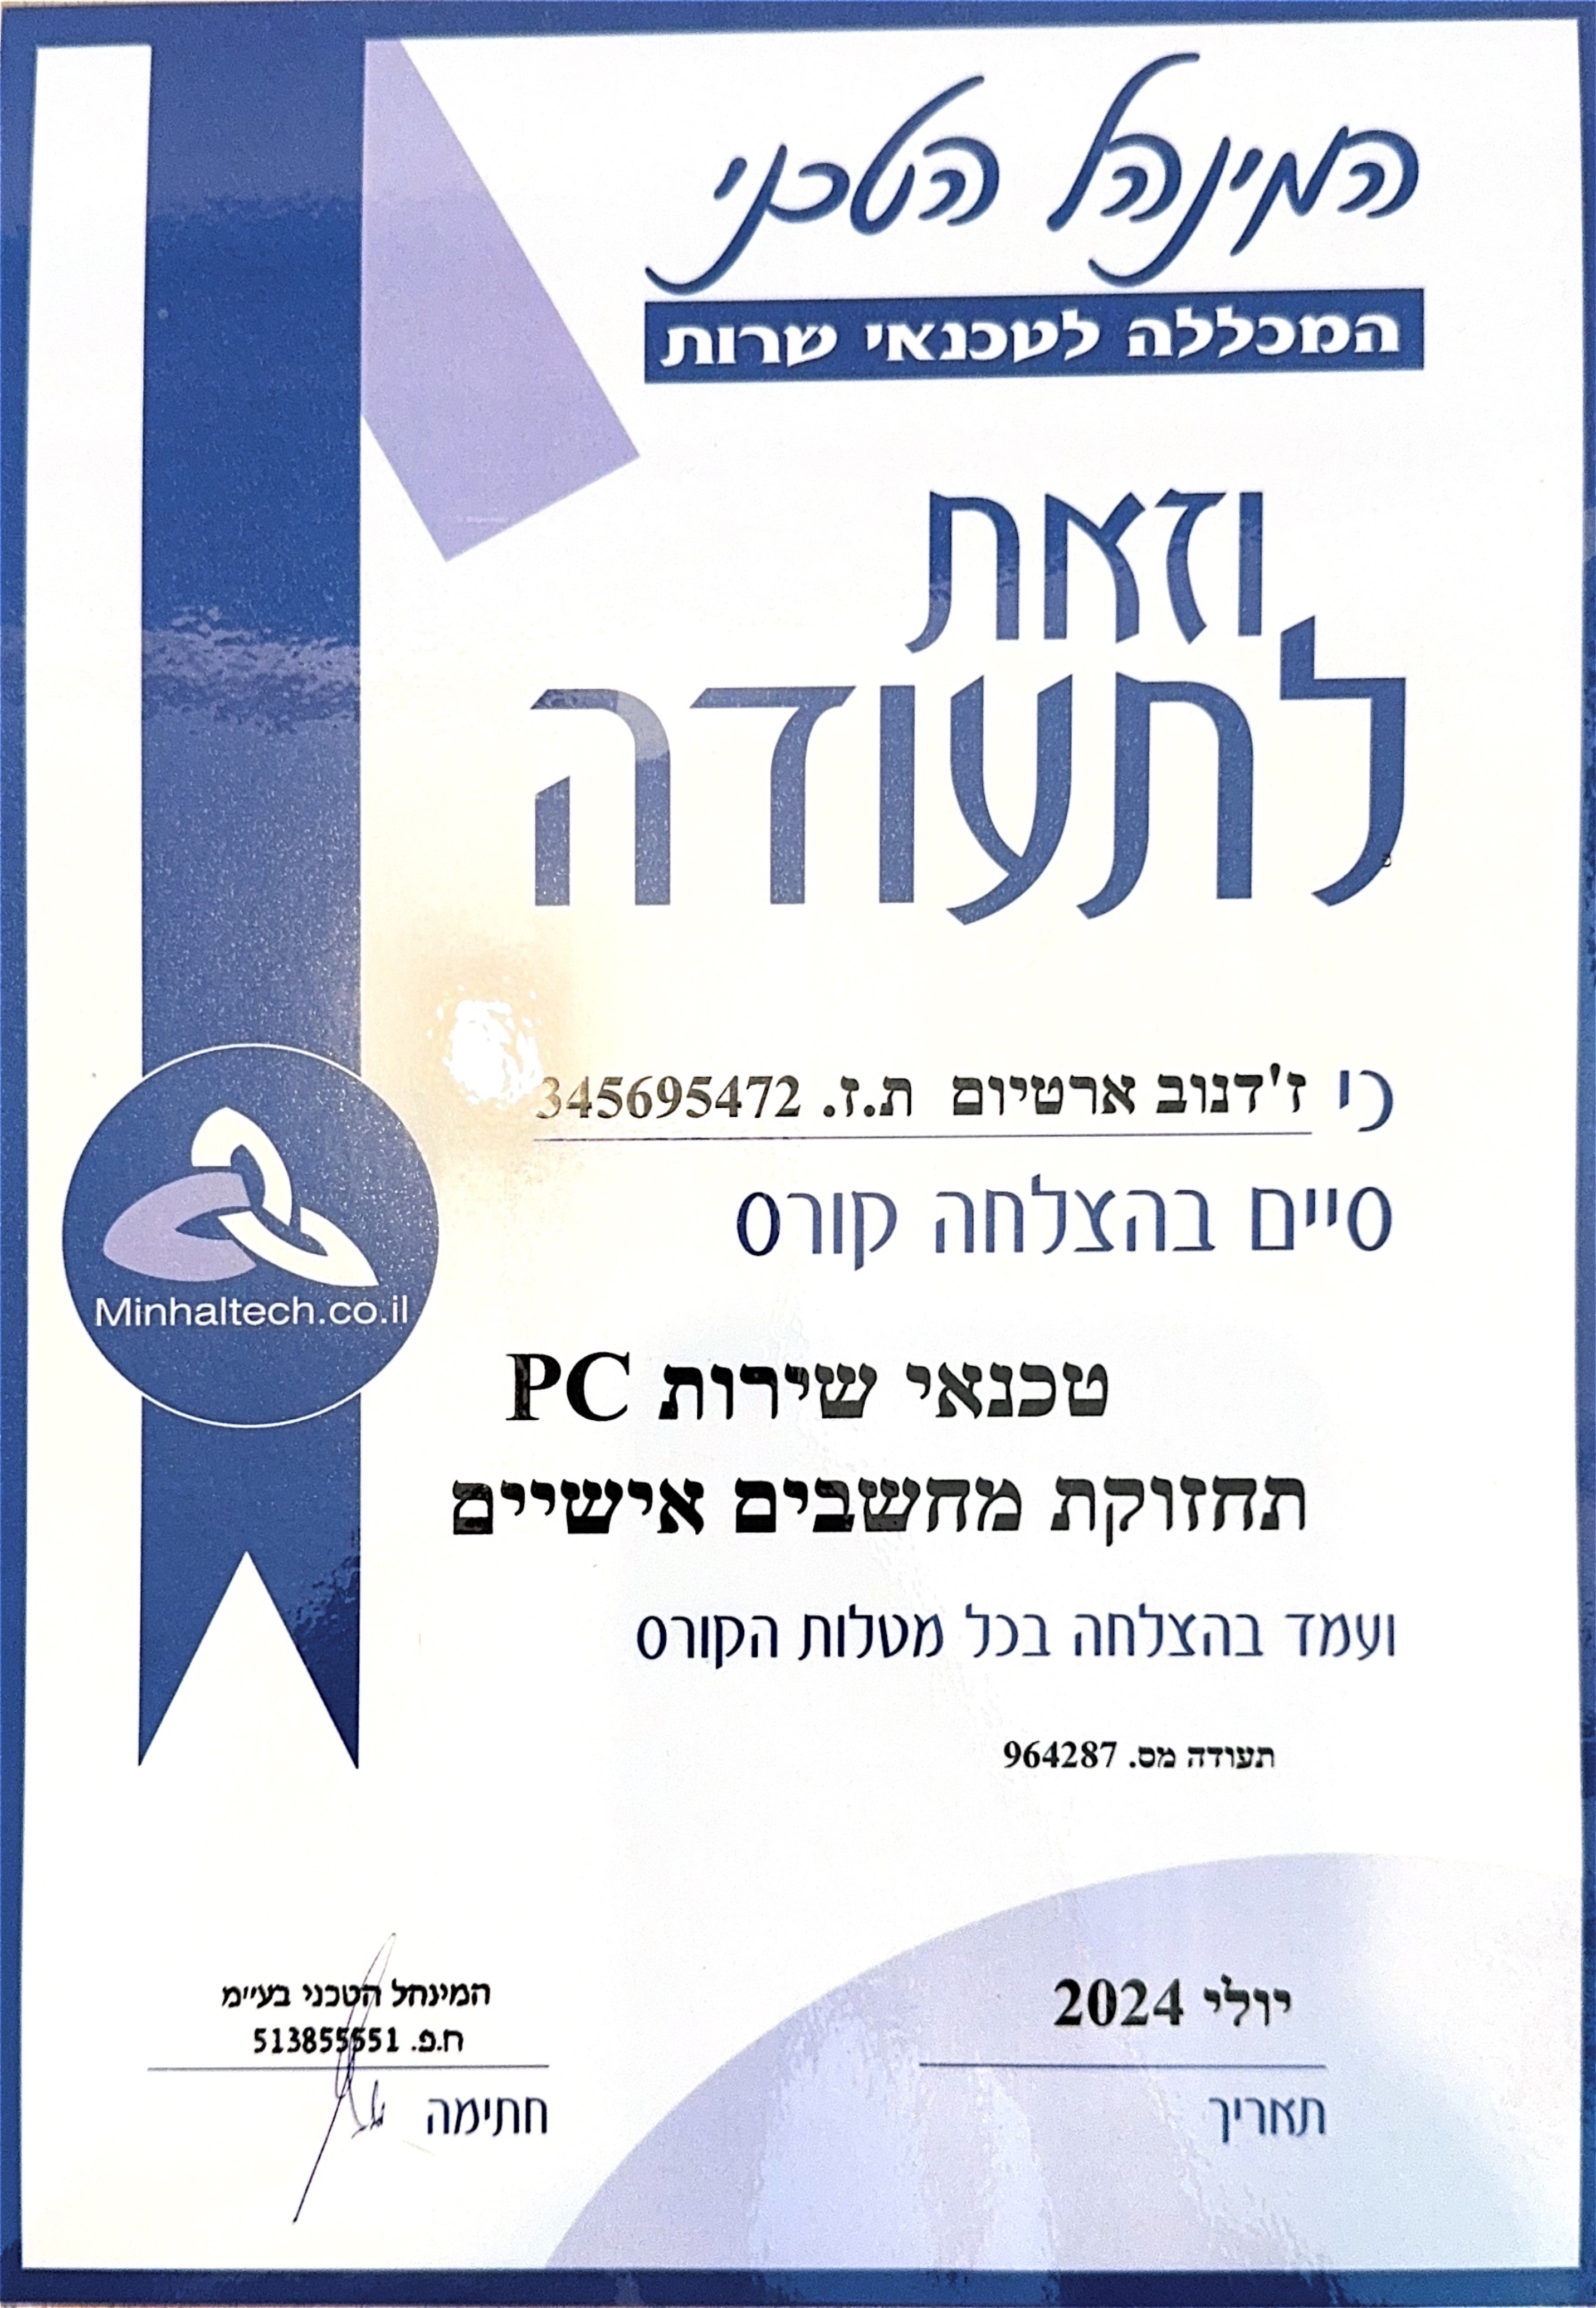 המינהל הטכני
המכללה לטכנאי שרות
וזאת
לתעודה
כי ז'דנוב ארטיום ת.ז. 345695472
סיים בהצלחה קורס
Minhaltech.co.il
טכנאי שירות PC
תחזוקת מחשבים אישיים
ועמד בהצלחה בכל מטלות הקורס
תעודה מס. 964287
יולי 2024
תאריך
המינהל הטכני בע"מ
ח.פ. 513855551
חתימה